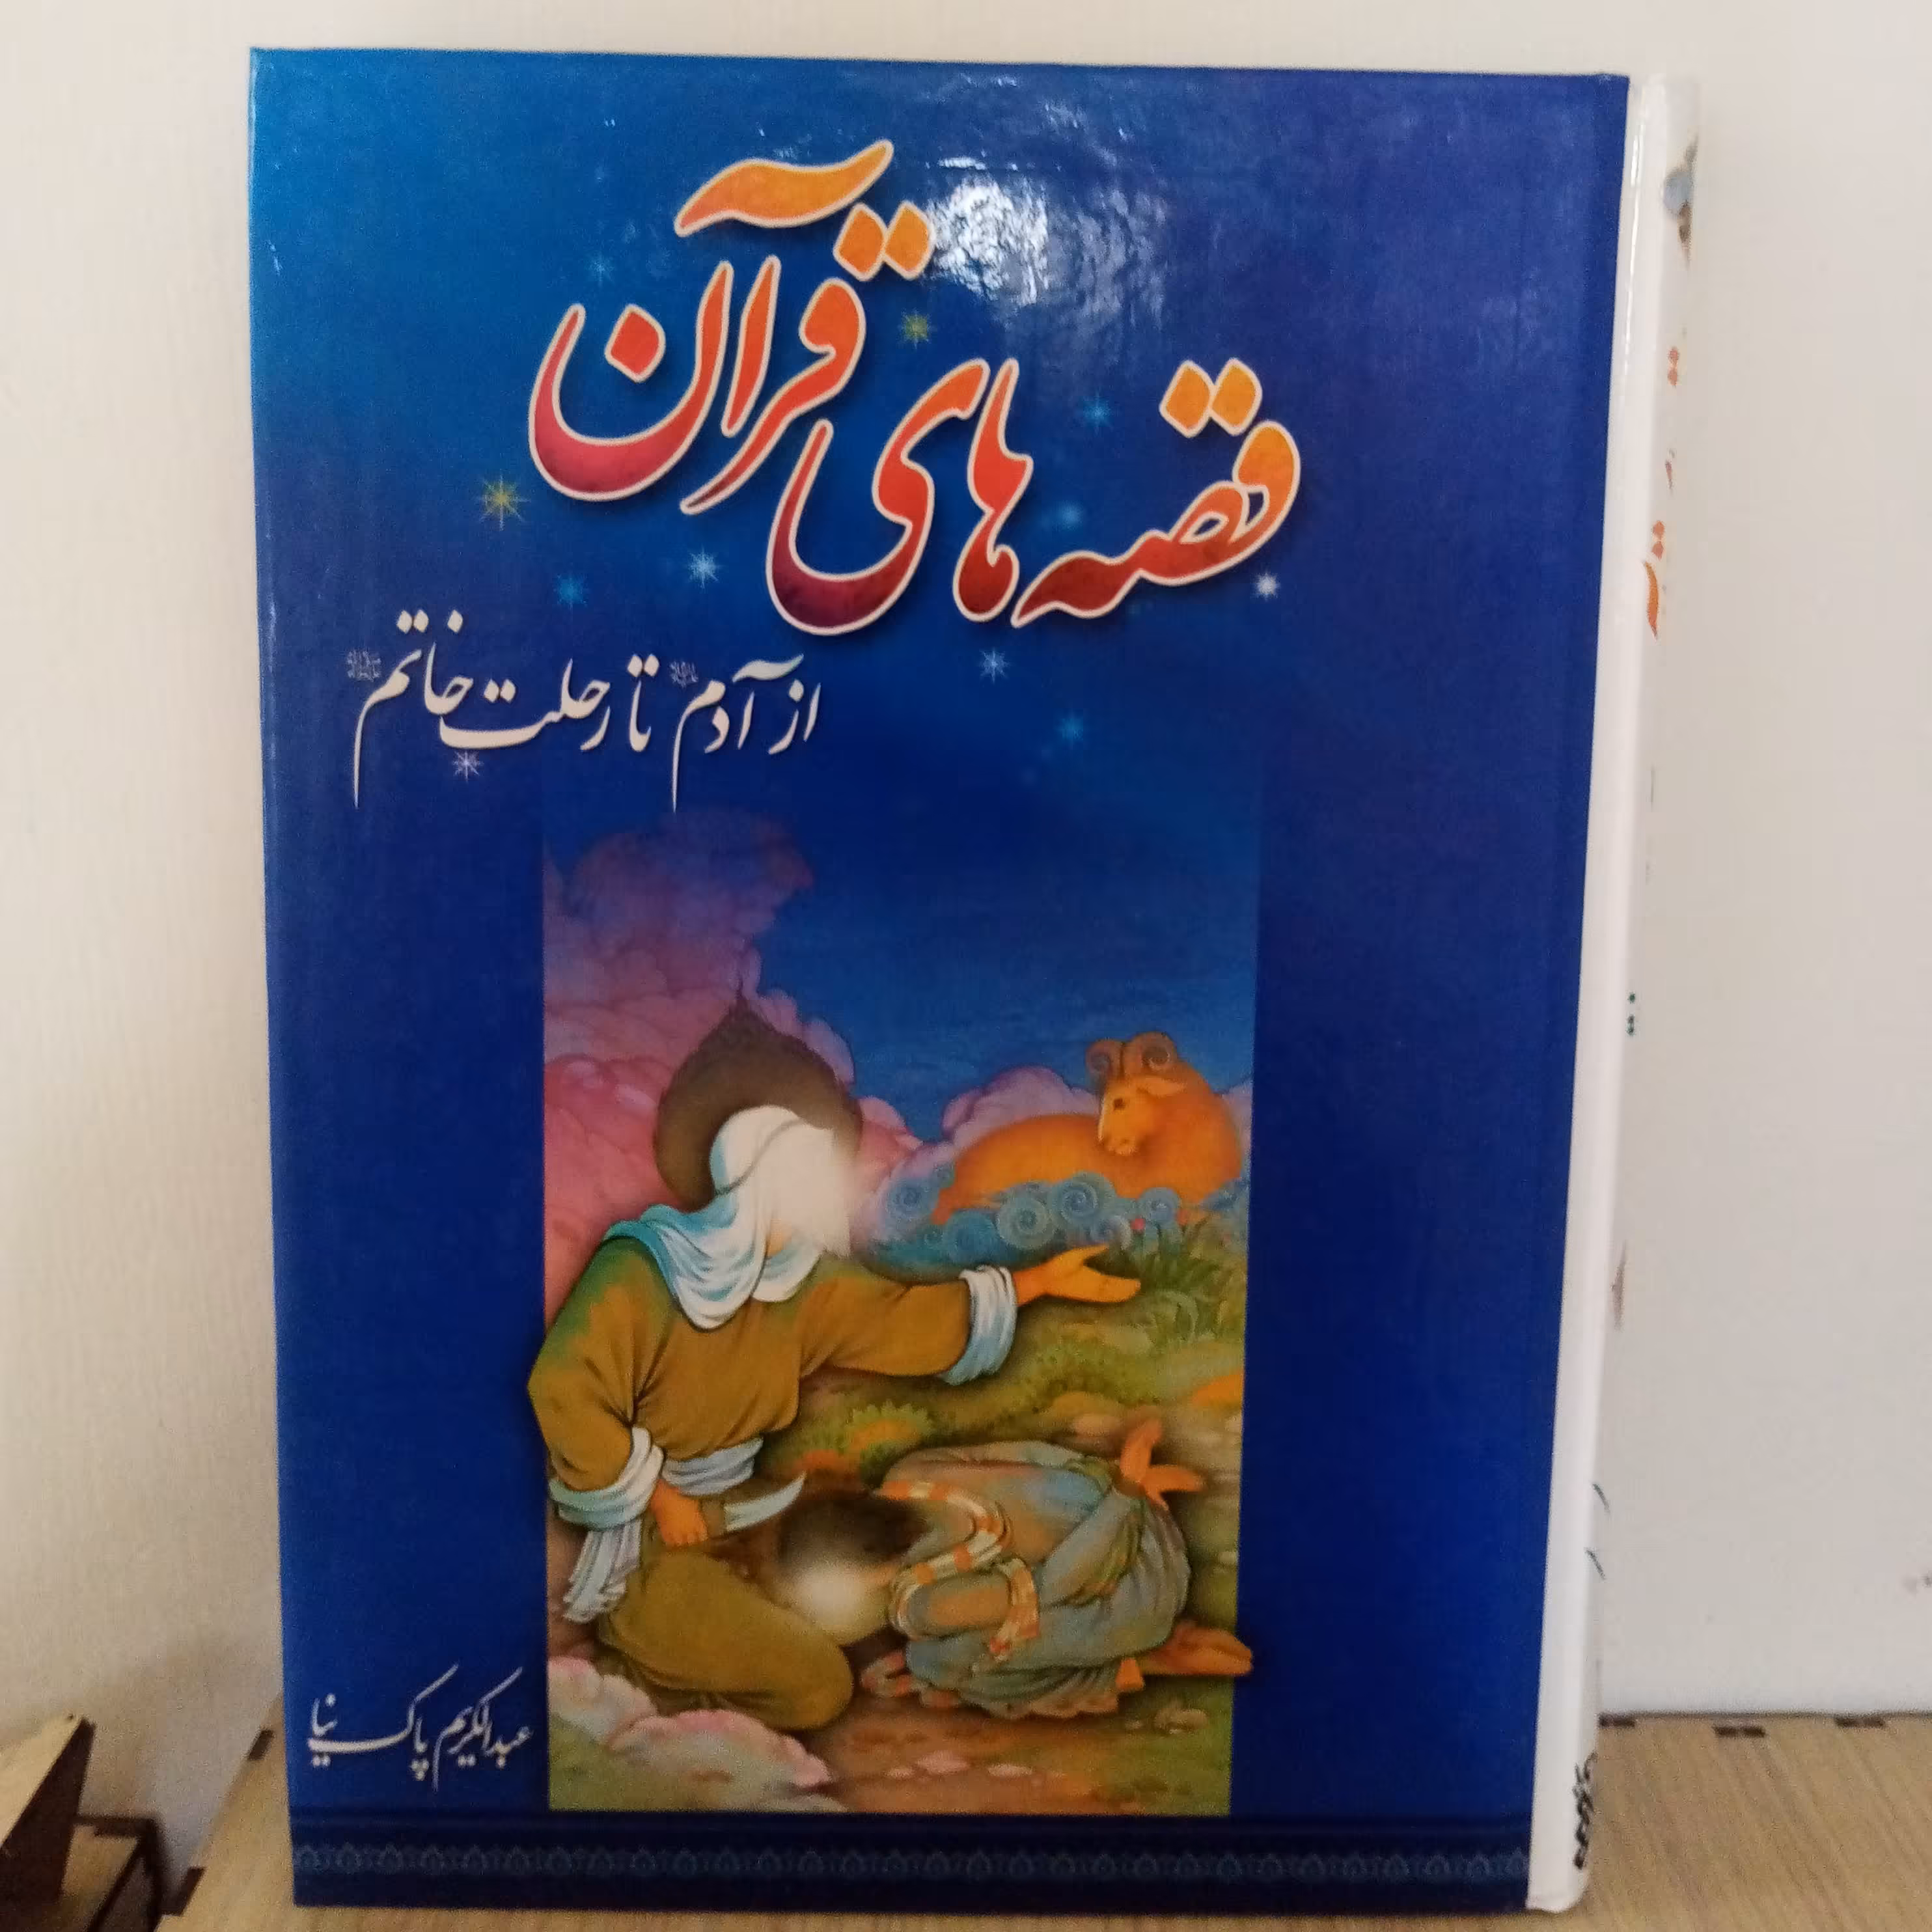 قصه های قرآن
از آدم تا رحلت خاتم
عبدالکریم پاک نیا